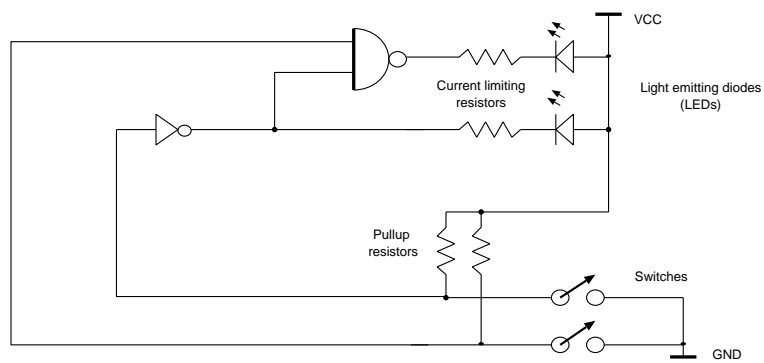 VCC
Current limiting
resistors
Light emitting diodes
(LEDs)
Pullup
resistors
Switches
GND